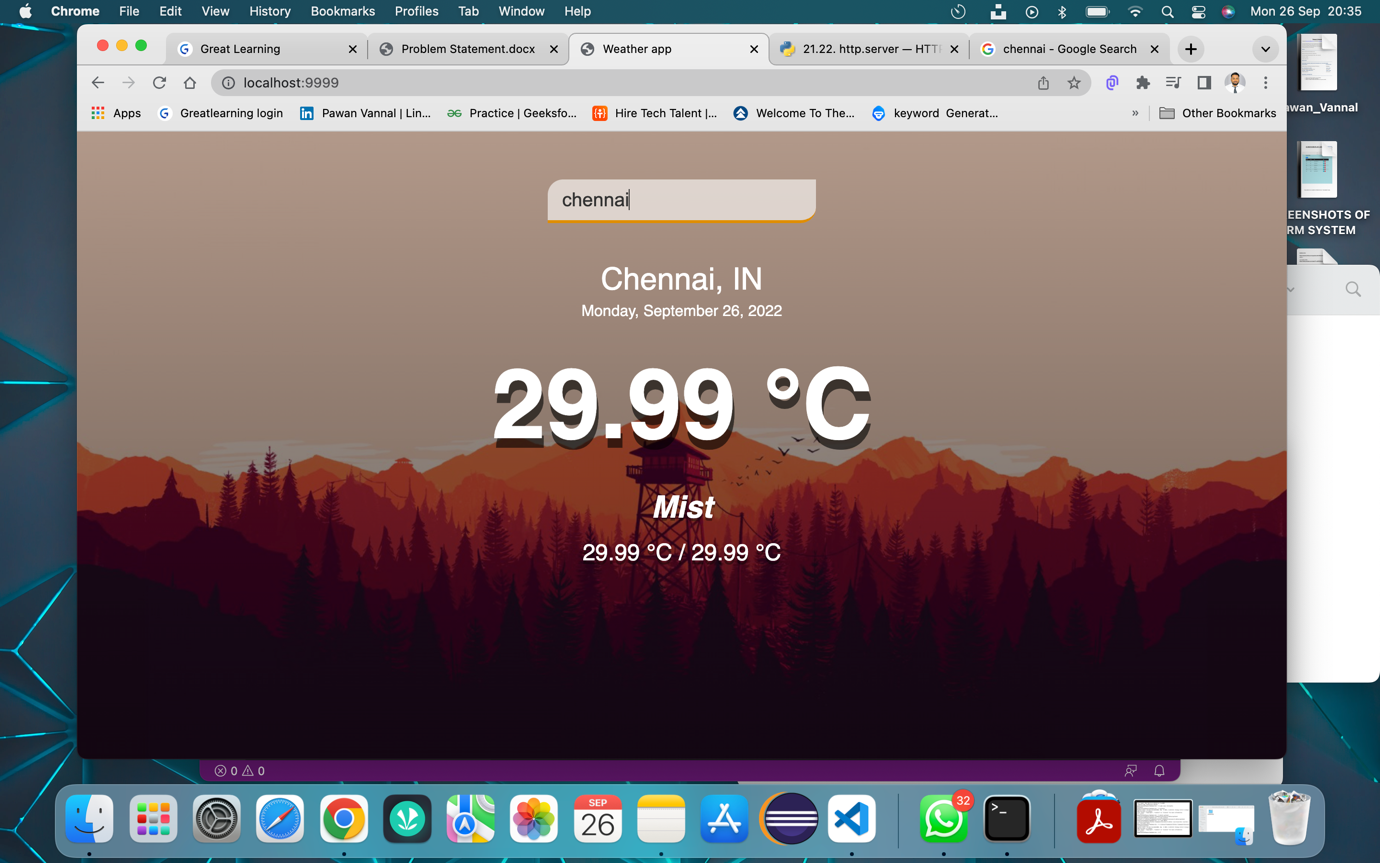 Chrome File Edit View History Bookmarks Profiles Tab Window Help Mon 26 Sep 20:35
Great Learning Problem Statement.docx Weather app 21.22. http.server — HTTI chennai - Google Search
localhost:9999
Apps Greatlearning login Pawan Vannal | Lin... Practice | Geeksfo... Hire Tech Talent |... Welcome To The... keyword Generat... » Other Bookmarks
awan_Vannal
chennai
EENSHOTS OF
RM SYSTEM
Chennai, IN
Monday, September 26, 2022
29.99 °C
Mist
29.99 °C / 29.99 °C
0 0
SEP
26
32